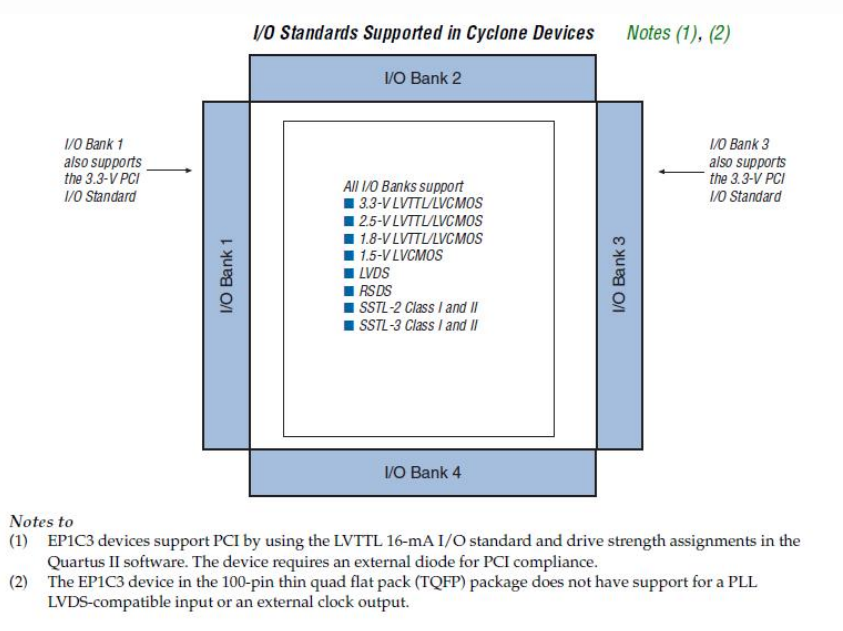 I/O Standards Supported in Cyclone Devices Notes (1), (2)
I/O Bank 2
I/O Bank 1
also supports
the 3.3-V PCI
I/O Standard
I/O Bank 3
also supports
the 3.3-V PCI
I/O Standard
All I/O Banks support
■ 3.3-V LVTTL/LVCMOS
■ 2.5-V LVTTL/LVCMOS
■ 1.8-V LVTTL/LVCMOS
■ 1.5-V LVCMOS
■ LVDS
■ RSDS
■ SSTL-2 Class I and II
■ SSTL-3 Class I and II
I/O Bank 1
I/O Bank 3
I/O Bank 4
Notes to
(1) EP1C3 devices support PCI by using the LVTTL 16-mA I/O standard and drive strength assignments in the
Quartus II software. The device requires an external diode for PCI compliance.
(2) The EP1C3 device in the 100-pin thin quad flat pack (TQFP) package does not have support for a PLL
LVDS-compatible input or an external clock output.